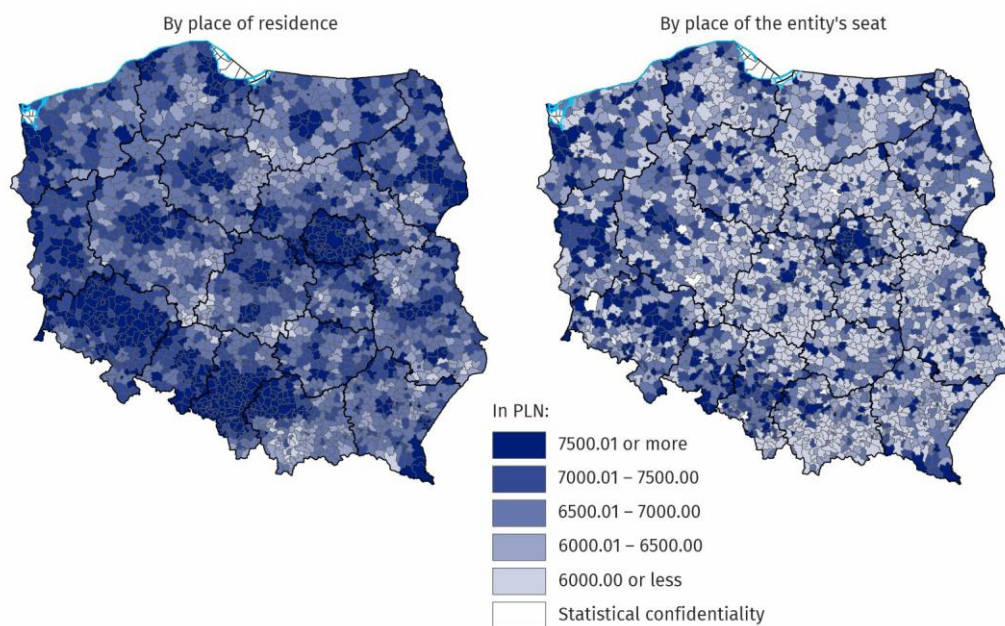 By place of residence
By place of the entity's seat
In PLN:
7500.01 or more
7000.01 – 7500.00
6500.01 – 7000.00
6000.01 – 6500.00
6000.00 or less
Statistical confidentiality